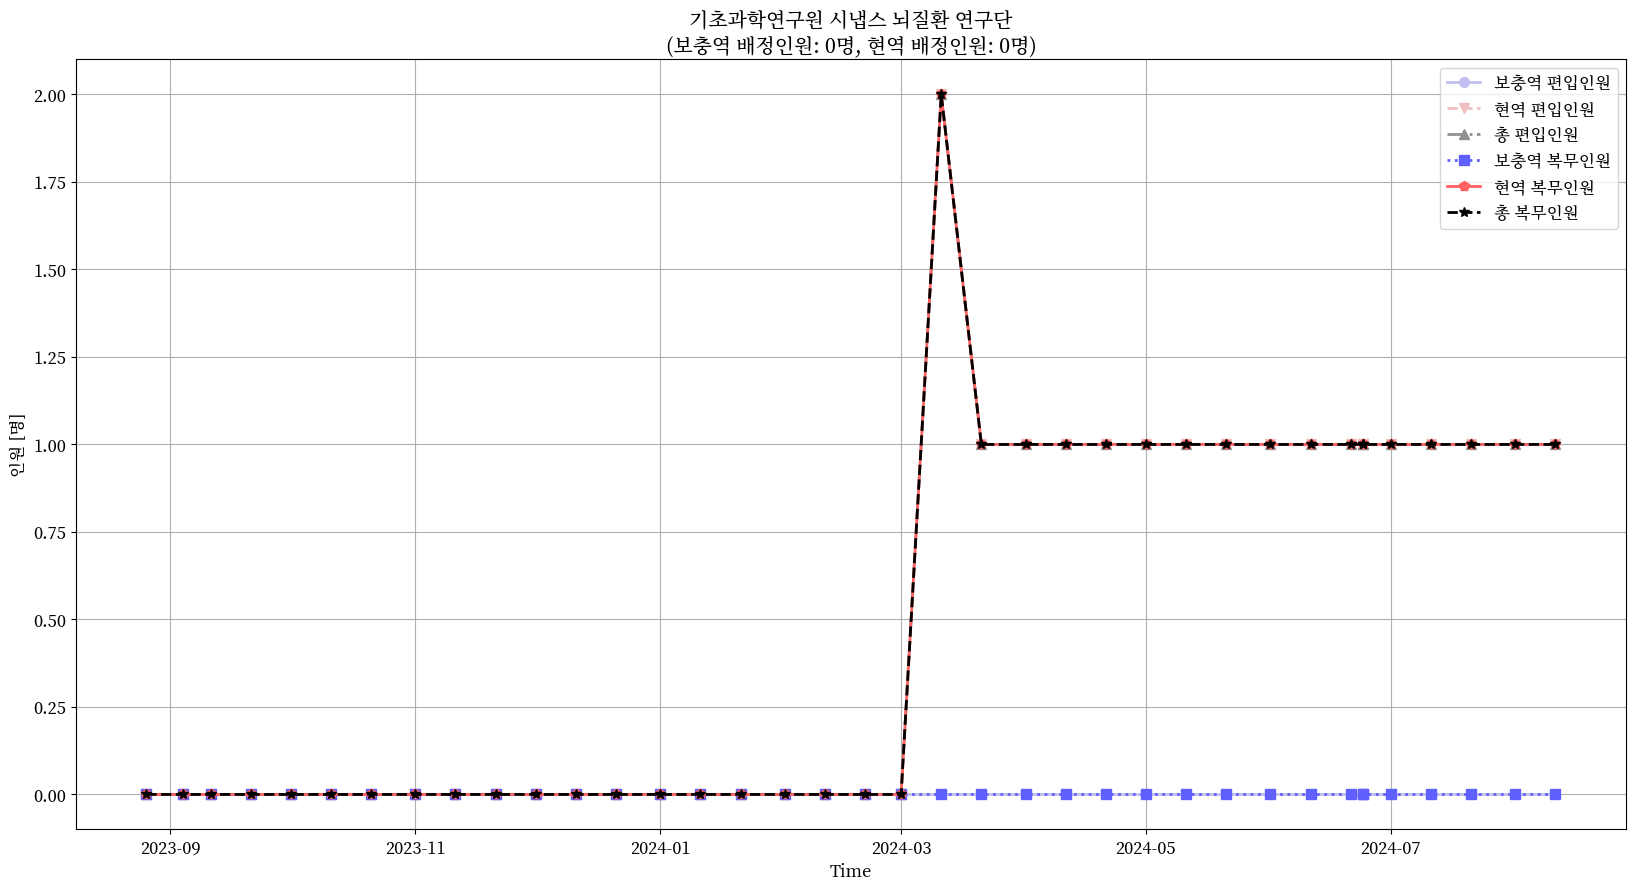 기초과학연구원 시냅스 뇌질환 연구단
(보충역 배정인원: 0명, 현역 배정인원: 0명)
보충역 편입인원
현역 편입인원
총 편입인원
보충역 복무인원
현역 복무인원
총 복무인원
인원 [명]
2.00
1.75
1.50
1.25
1.00
0.75
0.50
0.25
0.00
2023-09 2023-11 2024-01 2024-03 2024-05 2024-07
Time